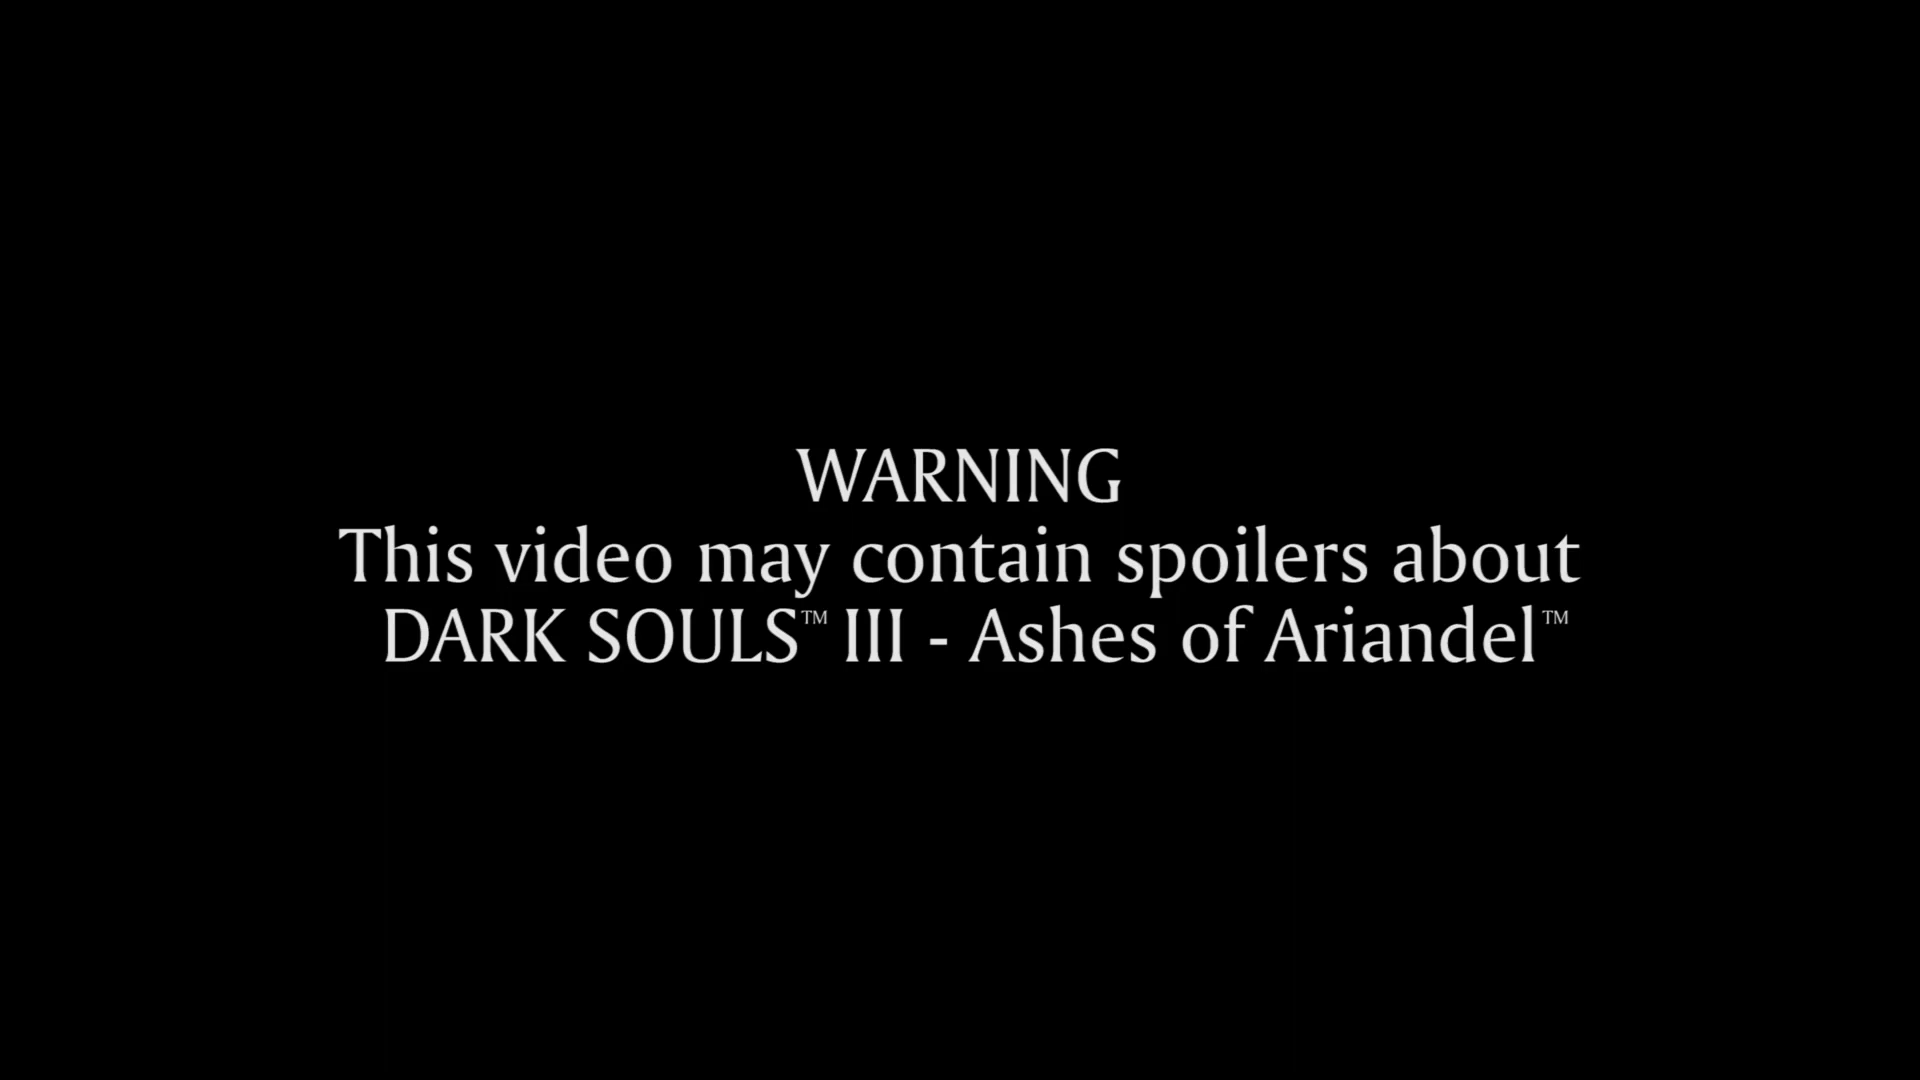 WARNING
This video may contain spoilers about
DARK SOULS™ III - Ashes of Ariandel™